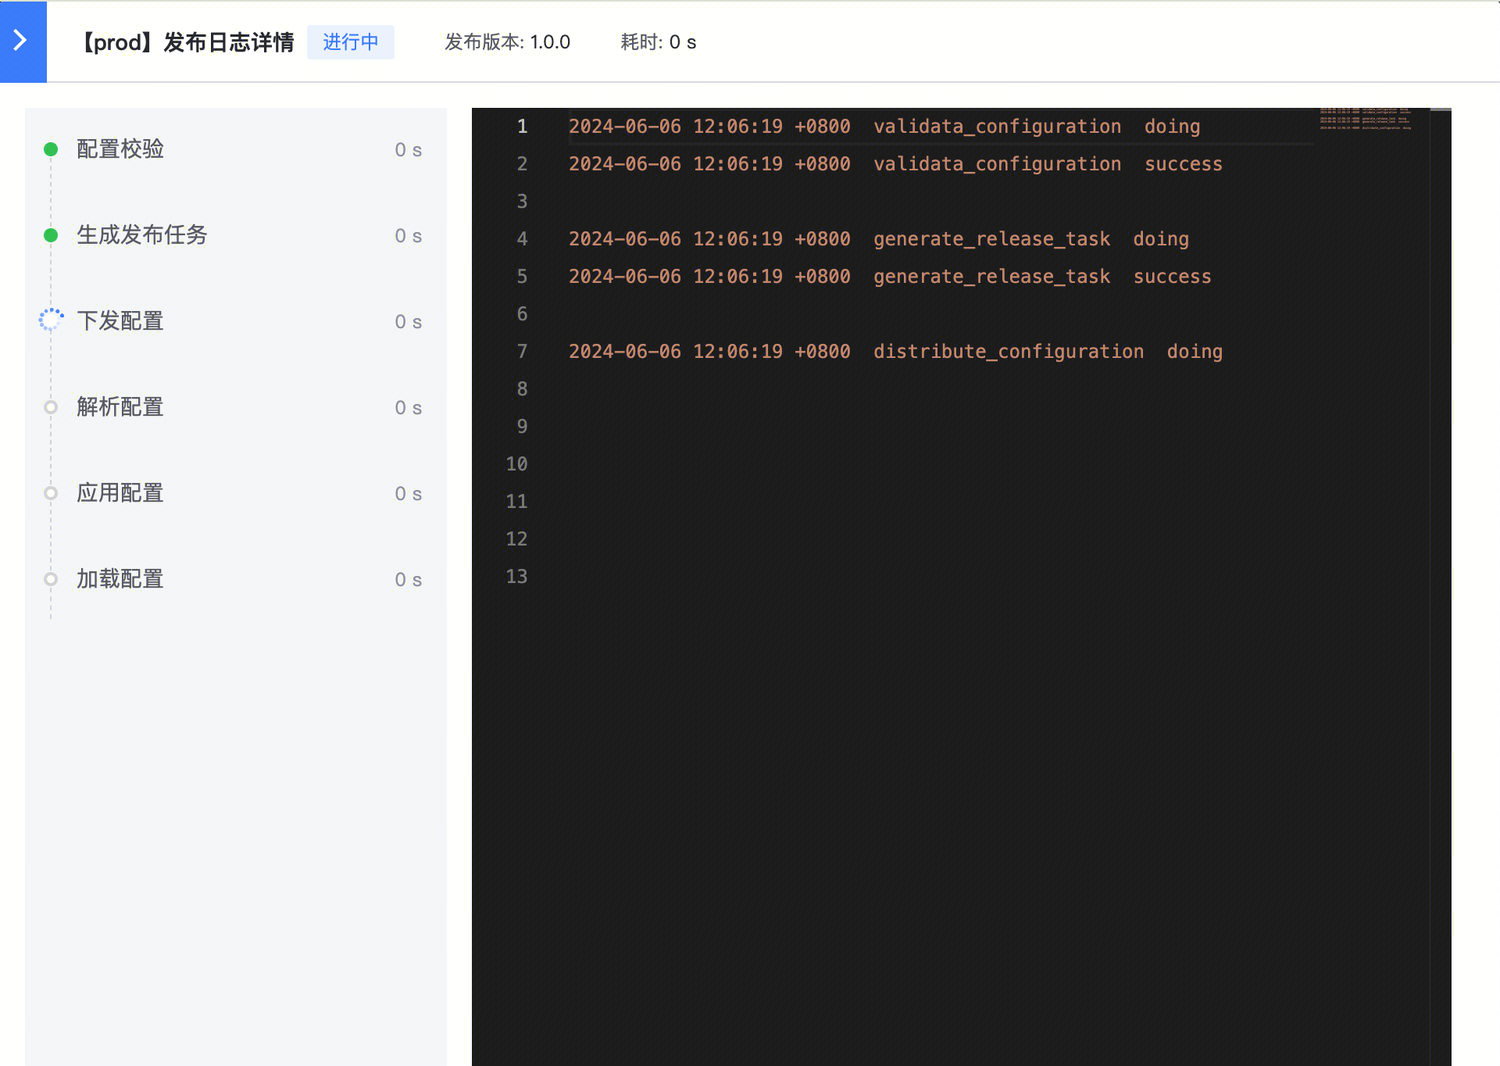 【prod】发布日志详情 进行中 发布版本: 1.0.0 耗时: 0 s
配置校验 0 s
生成发布任务 0 s
下发配置 0 s
解析配置 0 s
应用配置 0 s
加载配置 0 s
1 2024-06-06 12:06:19 +0800 validata_configuration doing
2 2024-06-06 12:06:19 +0800 validata_configuration success
3
4 2024-06-06 12:06:19 +0800 generate_release_task doing
5 2024-06-06 12:06:19 +0800 generate_release_task success
6
7 2024-06-06 12:06:19 +0800 distribute_configuration doing
8
9
10
11
12
13